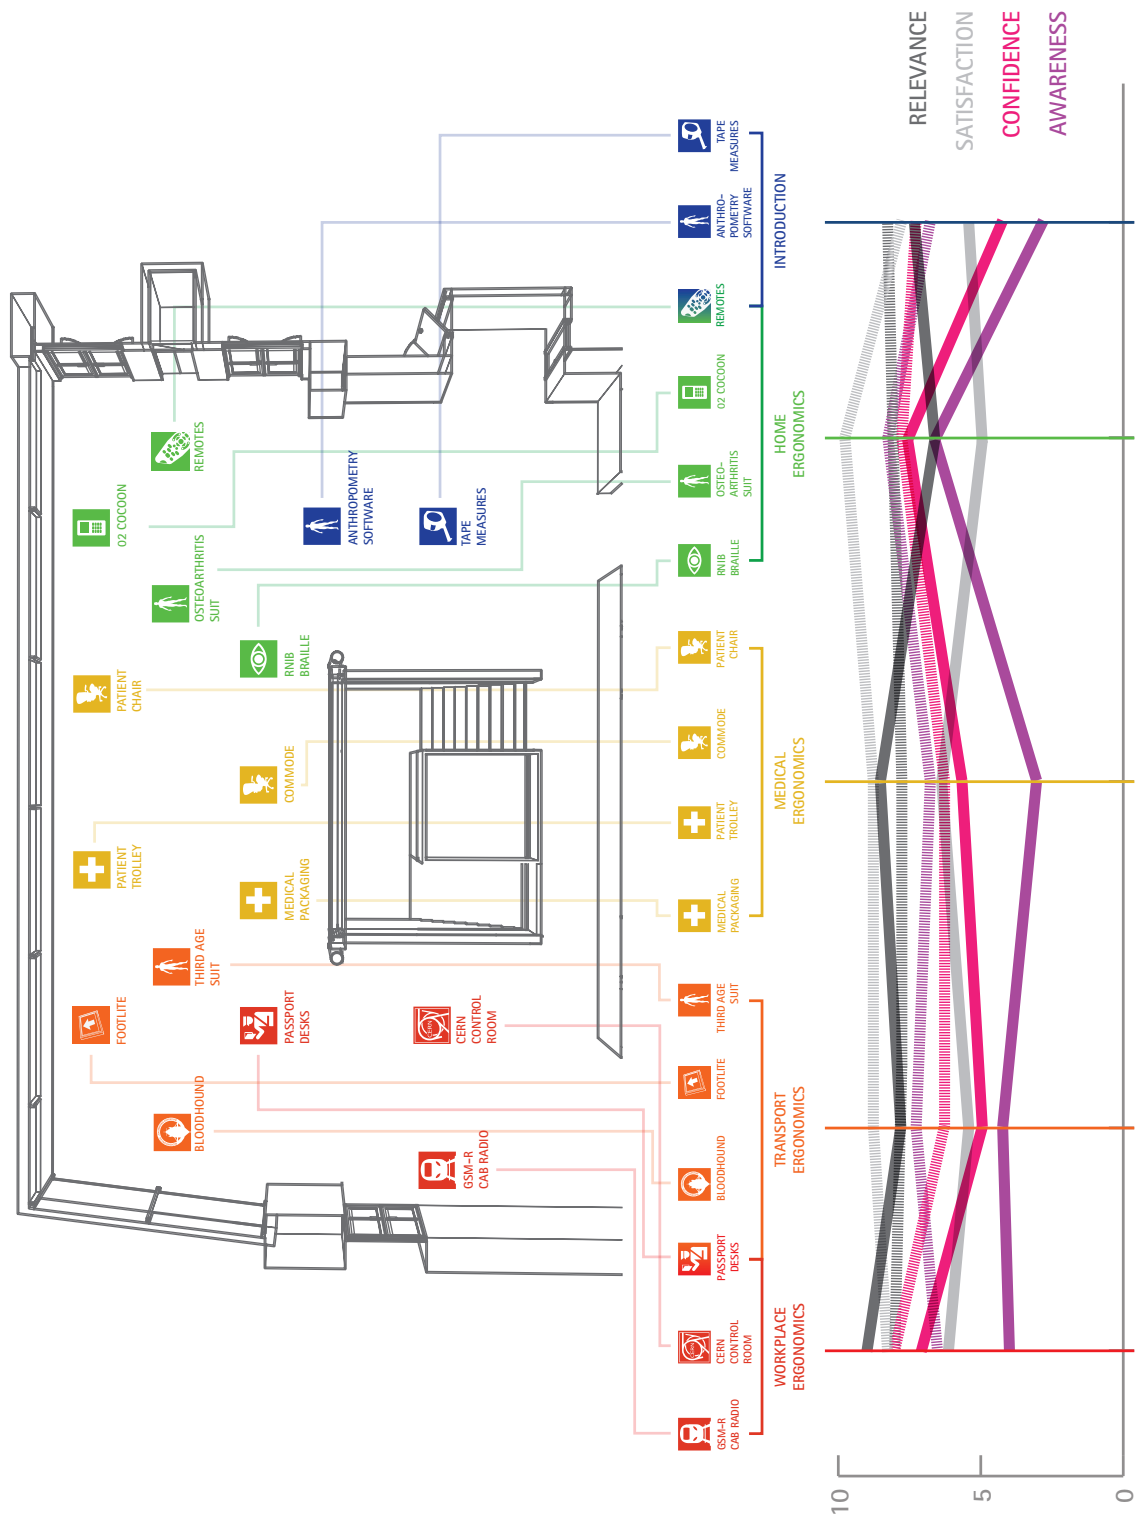 FOOTLITE
PATIENT
TROLLEY
PATIENT
CHAIR
02 COCOON
BLOODHOUND
THIRD AGE
SUIT
OSTEOARTHRITIS
SUIT
REMOTES
PASSPORT
DESKS
MEDICAL
PACKAGING
COMMODE
RNIB
BRAILLE
ANTHROPOMETRY
SOFTWARE
GSM-R
CAB RADIO
CERN
CERN
CONTROL
ROOM
TAPE
MEASURES
GSM-R
CAB RADIO
CERN
CERN
CONTROL
ROOM
PASSPORT
DESKS
BLOODHOUND
FOOTLITE
THIRD AGE
SUIT
MEDICAL
PACKAGING
PATIENT
TROLLEY
COMMODE
PATIENT
CHAIR
RNIB
BRAILLE
OSTEO-
ARTHRITIS
SUIT
02 COCOON
REMOTES
ANTHRO-
POMETRY
SOFTWARE
TAPE
MEASURES
WORKPLACE
ERGONOMICS
TRANSPORT
ERGONOMICS
MEDICAL
ERGONOMICS
HOME
ERGONOMICS
INTRODUCTION
10
5
0
RELEVANCE
SATISFACTION
CONFIDENCE
AWARENESS